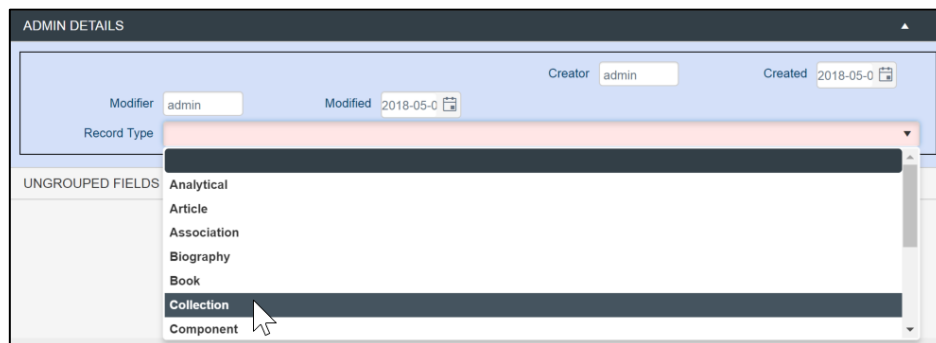 ADMIN DETAILS
Creator admin Created 2018-05-0
Modifier admin Modified 2018-05-0
Record Type
UNGROUPED FIELDS
Analytical
Article
Association
Biography
Book
Collection
Component